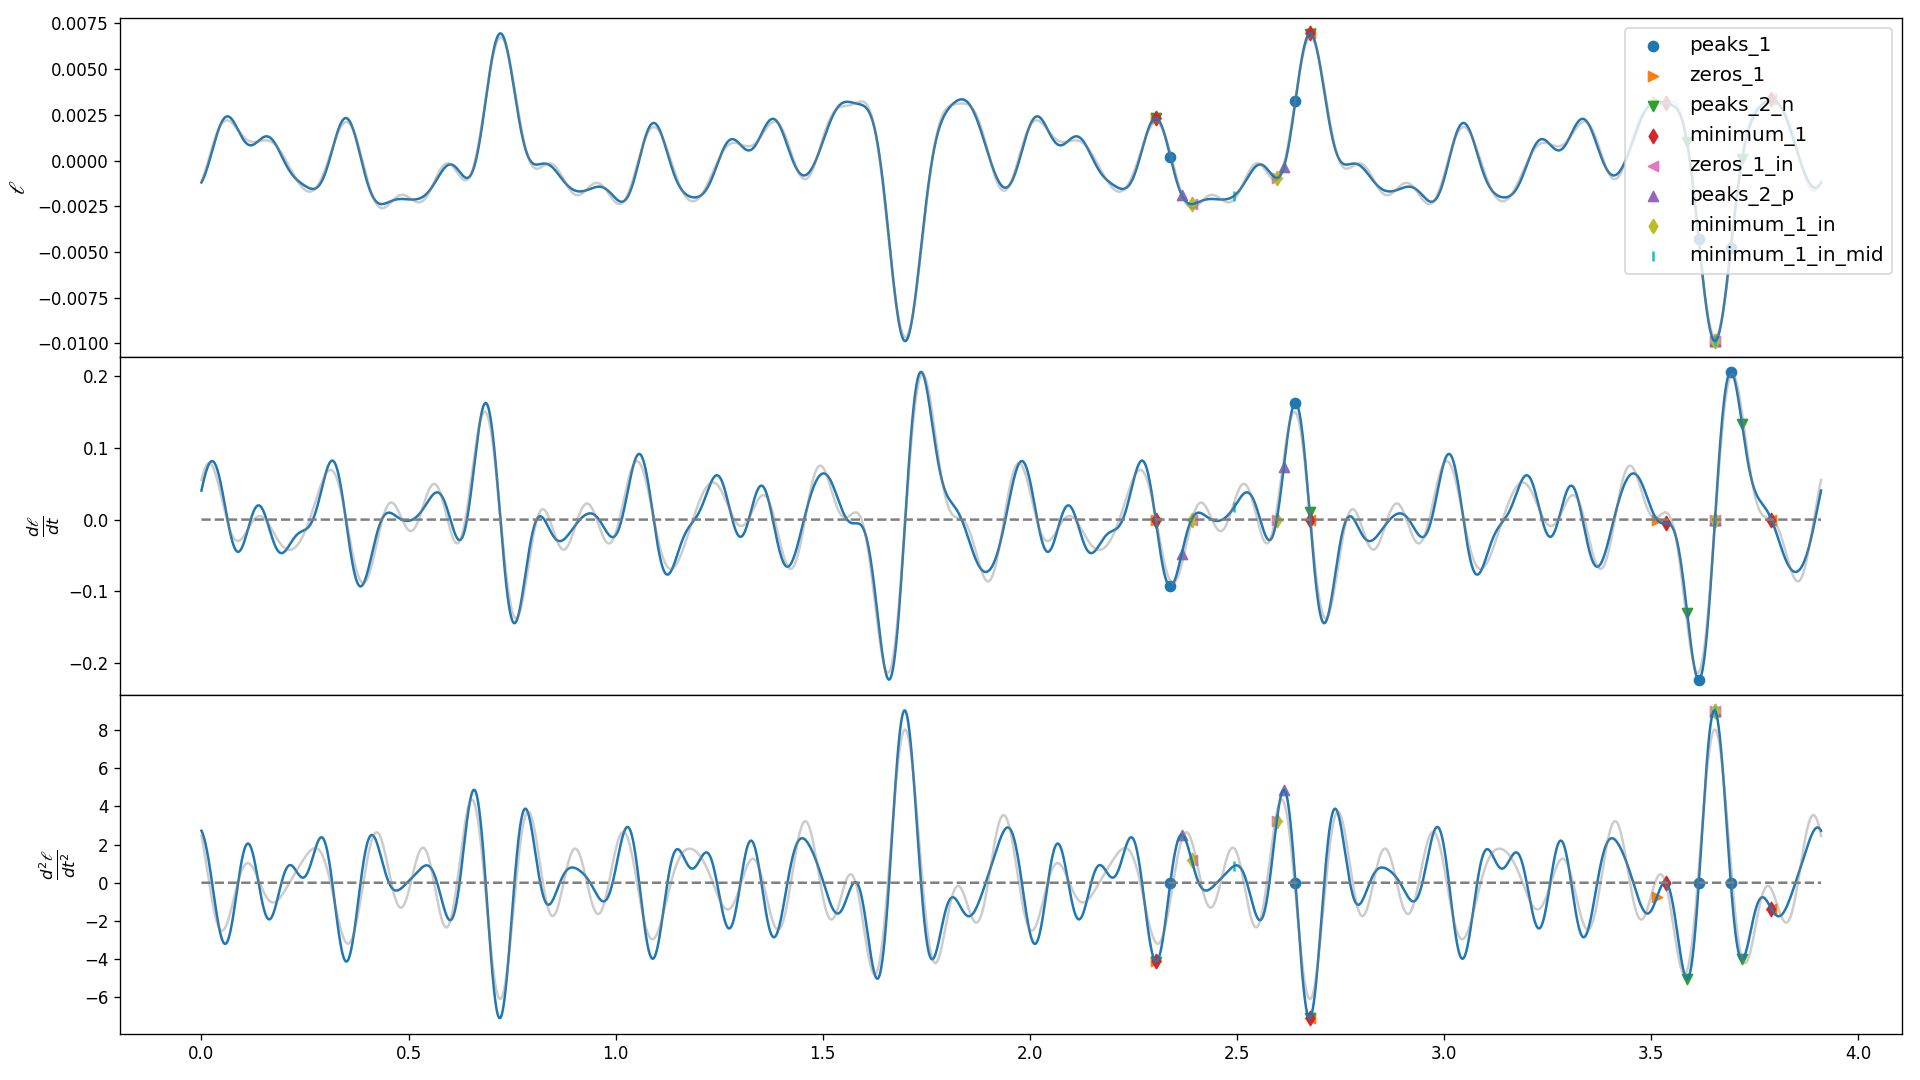 0.0075
0.0050
0.0025
0.0000
−0.0025
−0.0050
−0.0075
−0.0100
ℓ
peaks_1
zeros_1
peaks_2_n
minimum_1
zeros_1_in
peaks_2_p
minimum_1_in
minimum_1_in_mid
0.2
0.1
0.0
−0.1
−0.2
dℓ
dt
8
6
4
2
0
−2
−4
−6
d²ℓ
dt²
0.0 0.5 1.0 1.5 2.0 2.5 3.0 3.5 4.0